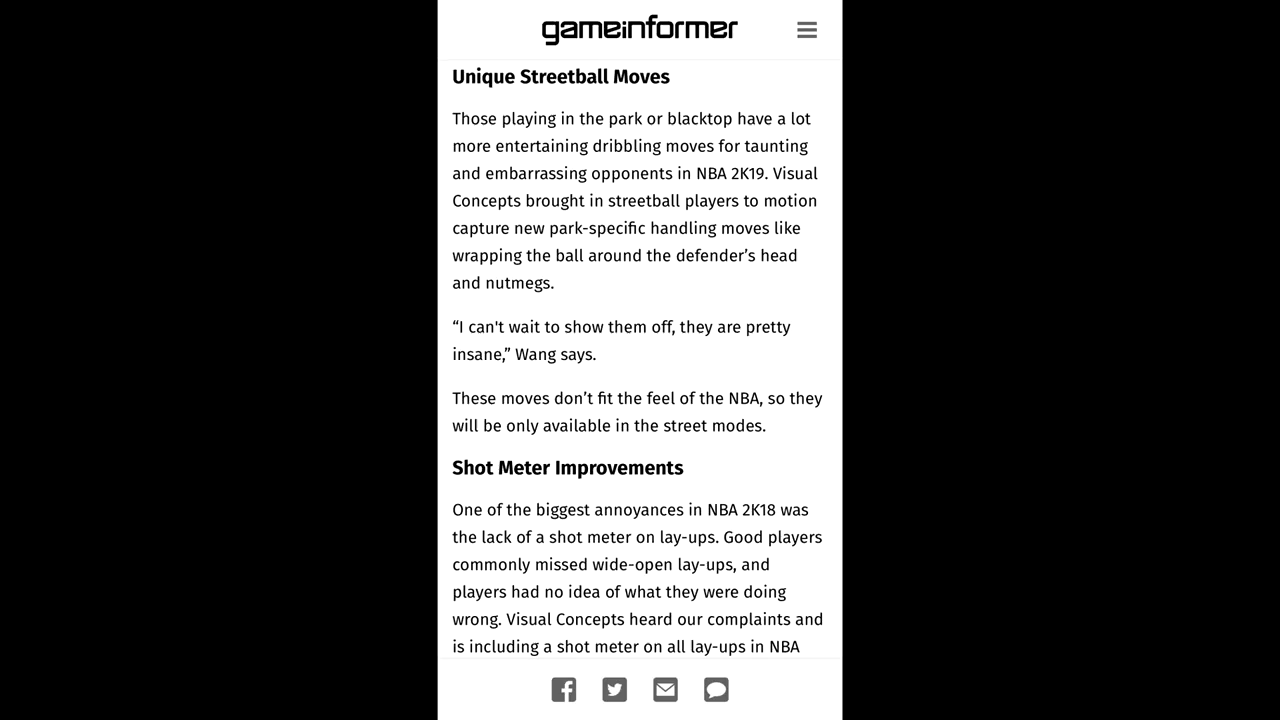 gameinformer
Unique Streetball Moves
Those playing in the park or blacktop have a lot
more entertaining dribbling moves for taunting
and embarrassing opponents in NBA 2K19. Visual
Concepts brought in streetball players to motion
capture new park-specific handling moves like
wrapping the ball around the defender’s head
and nutmegs.
“I can't wait to show them off, they are pretty
insane,” Wang says.
These moves don’t fit the feel of the NBA, so they
will be only available in the street modes.
Shot Meter Improvements
One of the biggest annoyances in NBA 2K18 was
the lack of a shot meter on lay-ups. Good players
commonly missed wide-open lay-ups, and
players had no idea of what they were doing
wrong. Visual Concepts heard our complaints and
is including a shot meter on all lay-ups in NBA